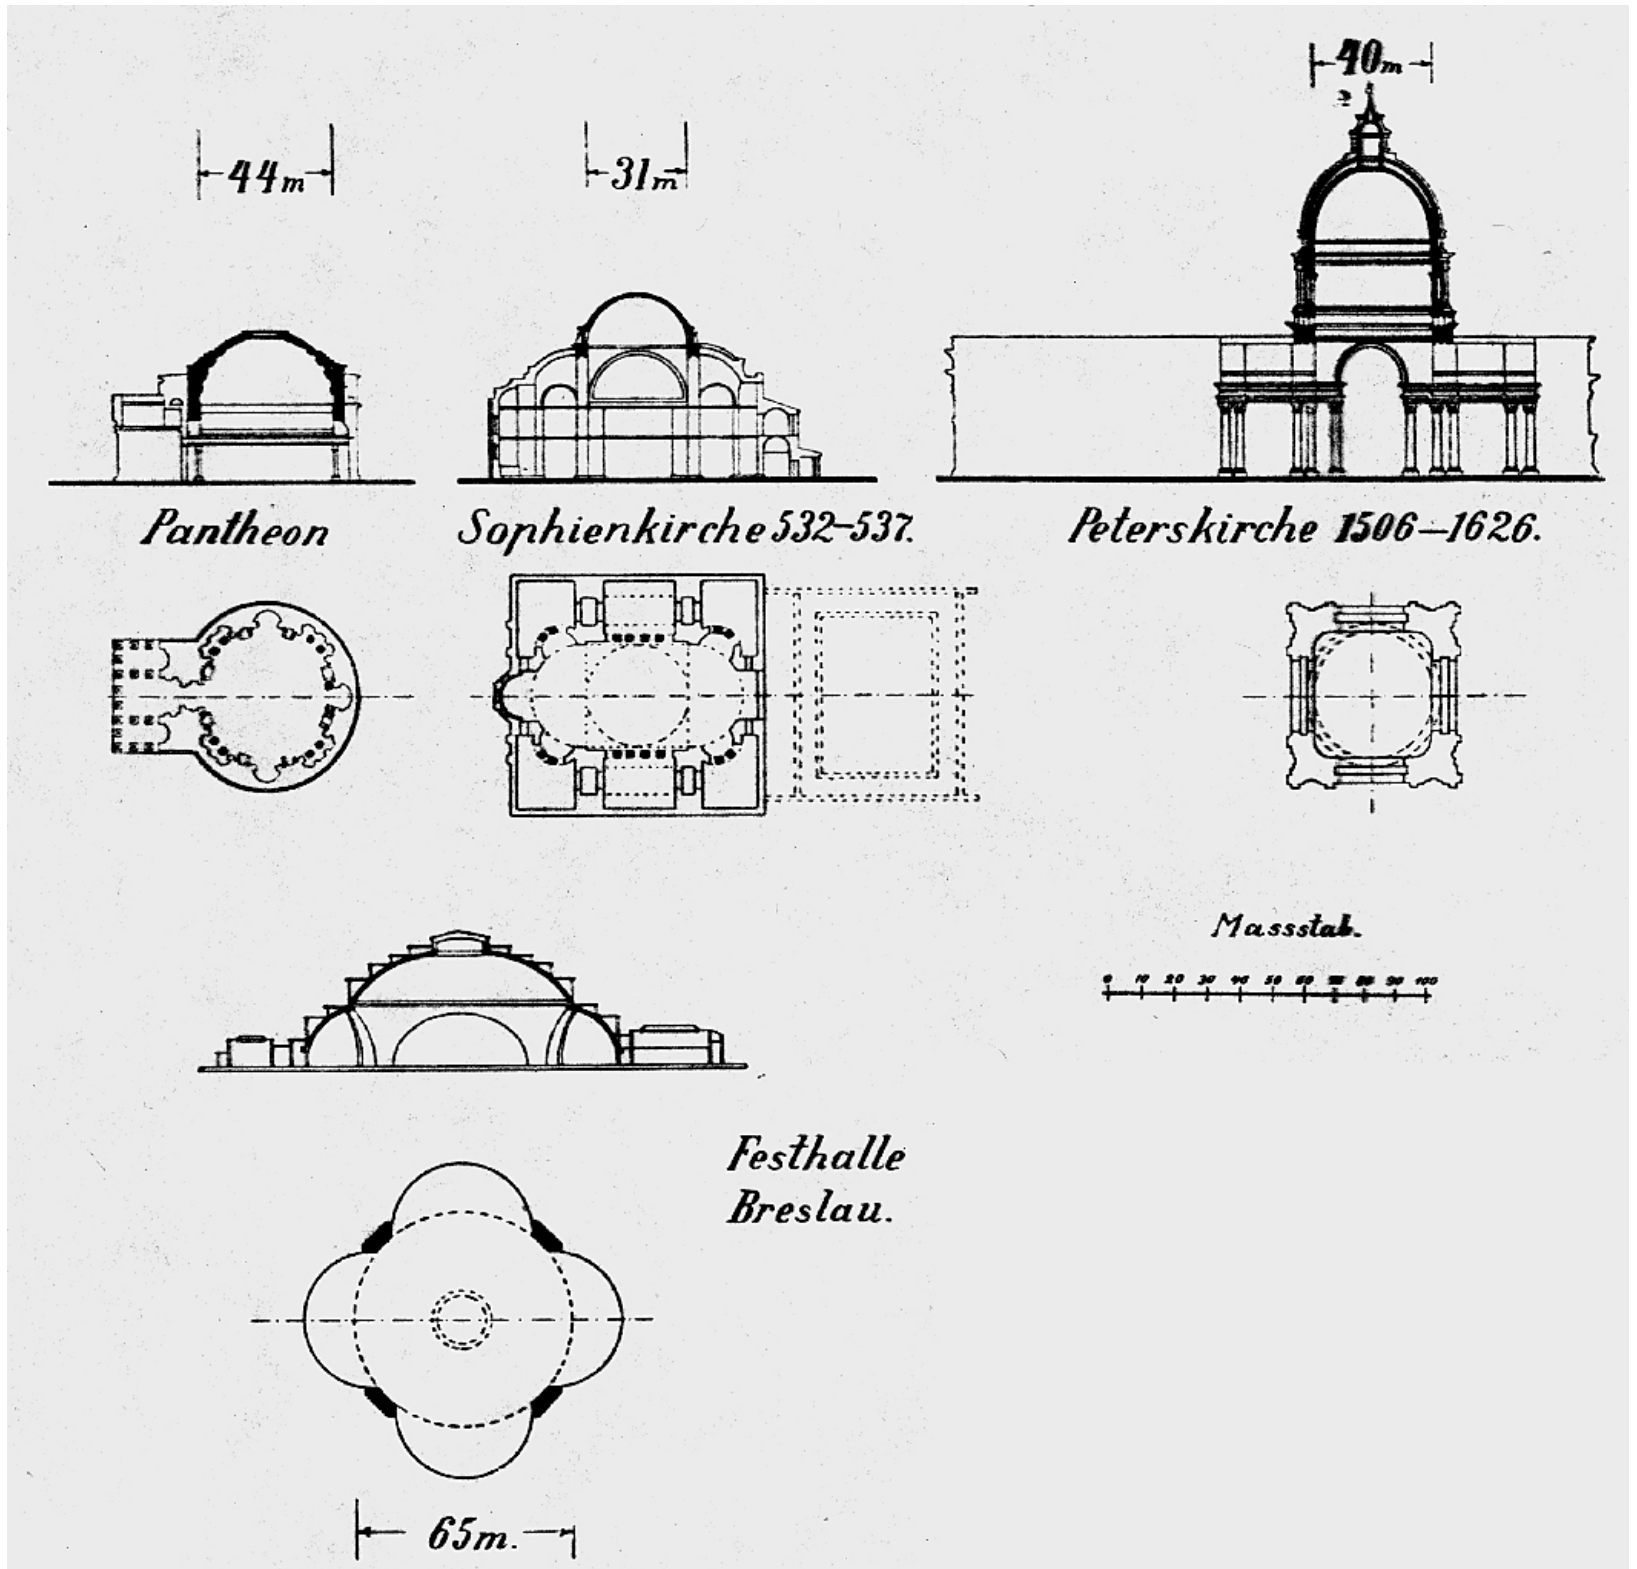 40m
44m
31m
Pantheon
Sophienkirche 532–537.
Peterskirche 1506–1626.
Massstab.
0 10 20 30 40 50 60 70 80 90 100
Festhalle
Breslau.
65m.